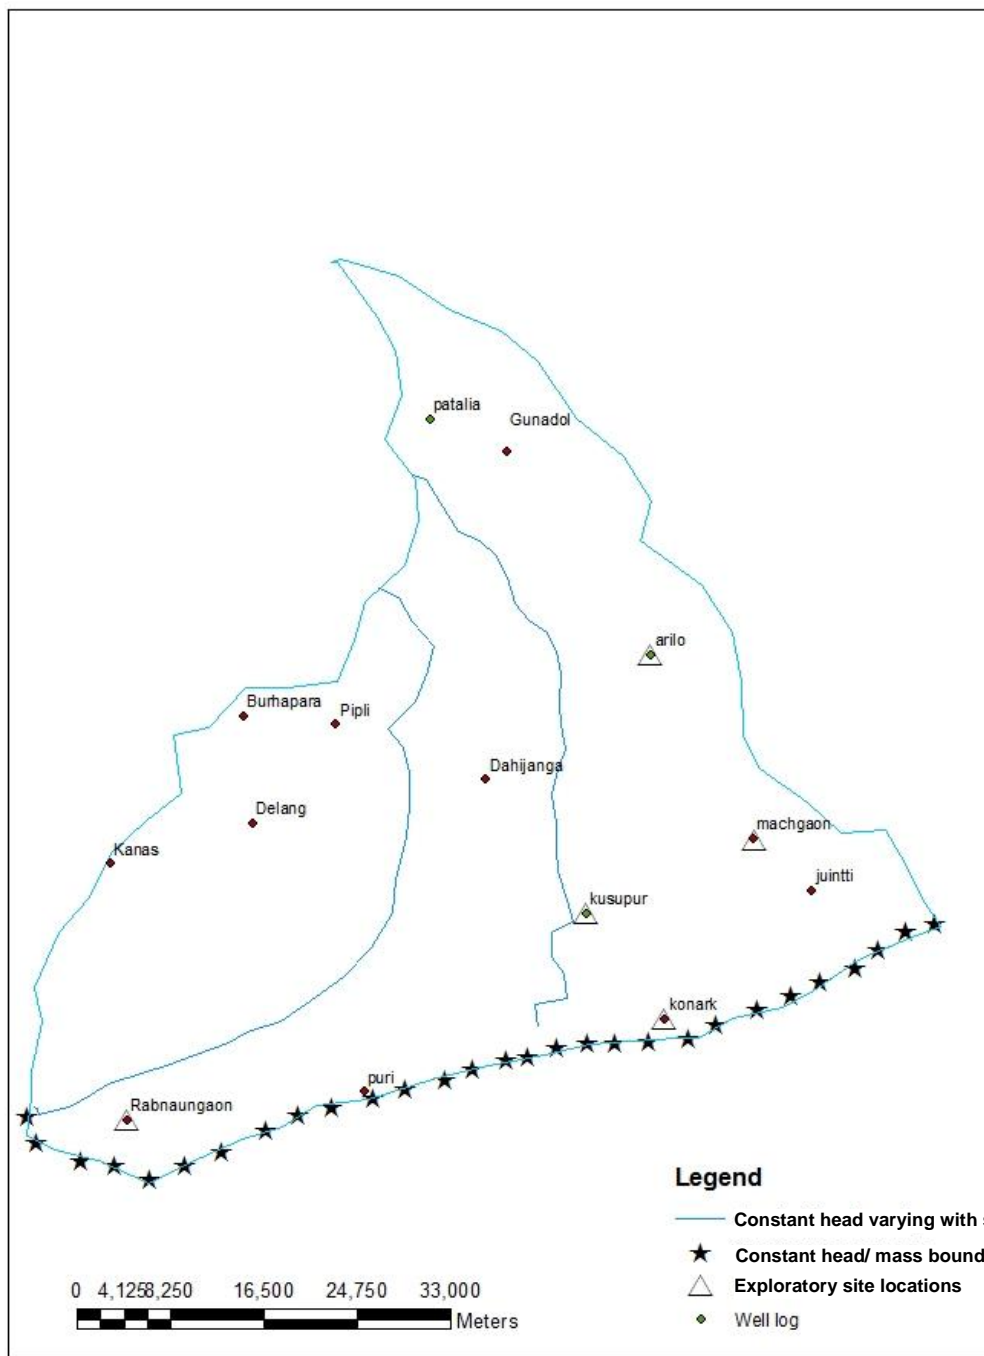 patalia
Gunadol
arilo
Burhapara
Pipli
Dahijanga
Delang
machgaon
Kanas
juintti
kusupur
konark
puri
Rabnaungaon
Legend
Constant head varying with
Constant head/ mass bound
Exploratory site locations
Well log
0 4,125 8,250 16,500 24,750 33,000
Meters